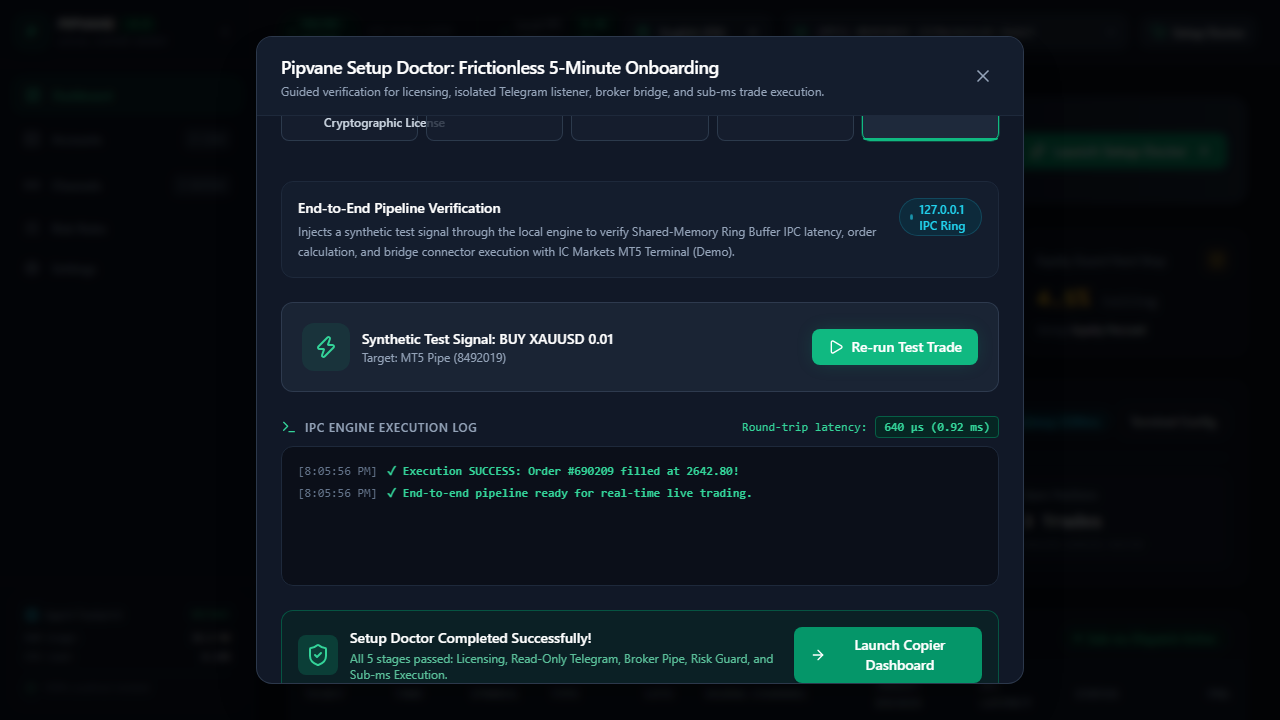 Pipvane Setup Doctor: Frictionless 5-Minute Onboarding
Guided verification for licensing, isolated Telegram listener, broker bridge, and sub-ms trade execution.
Cryptographic License
End-to-End Pipeline Verification
Injects a synthetic test signal through the local engine to verify Shared-Memory Ring Buffer IPC latency, order
calculation, and bridge connector execution with IC Markets MT5 Terminal (Demo).
127.0.0.1
IPC Ring
Synthetic Test Signal: BUY XAUUSD 0.01
Target: MT5 Pipe (8492019)
Re-run Test Trade
IPC ENGINE EXECUTION LOG
Round-trip latency: 640 µs (0.92 ms)
[8:05:56 PM] ✓ Execution SUCCESS: Order #690209 filled at 2642.80!
[8:05:56 PM] ✓ End-to-end pipeline ready for real-time live trading.
Setup Doctor Completed Successfully!
All 5 stages passed: Licensing, Read-Only Telegram, Broker Pipe, Risk Guard, and
Sub-ms Execution.
Launch Copier
Dashboard